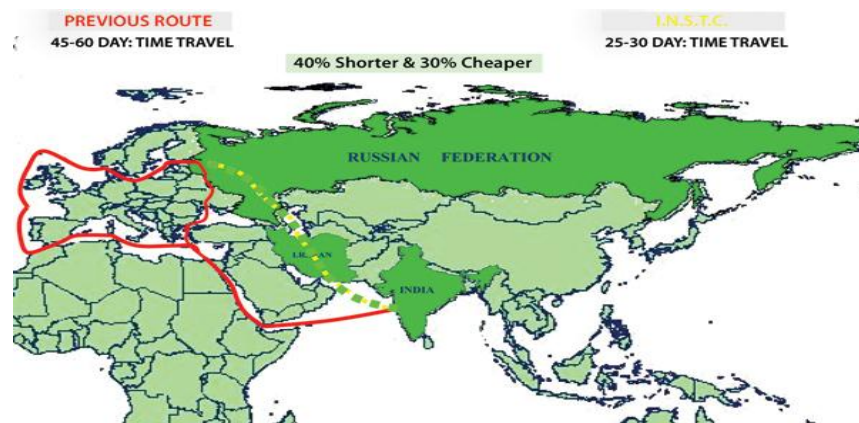 PREVIOUS ROUTE
45-60 DAY: TIME TRAVEL
I.N.S.T.C.
25-30 DAY: TIME TRAVEL
40% Shorter & 30% Cheaper
RUSSIAN FEDERATION
IRAN
INDIA